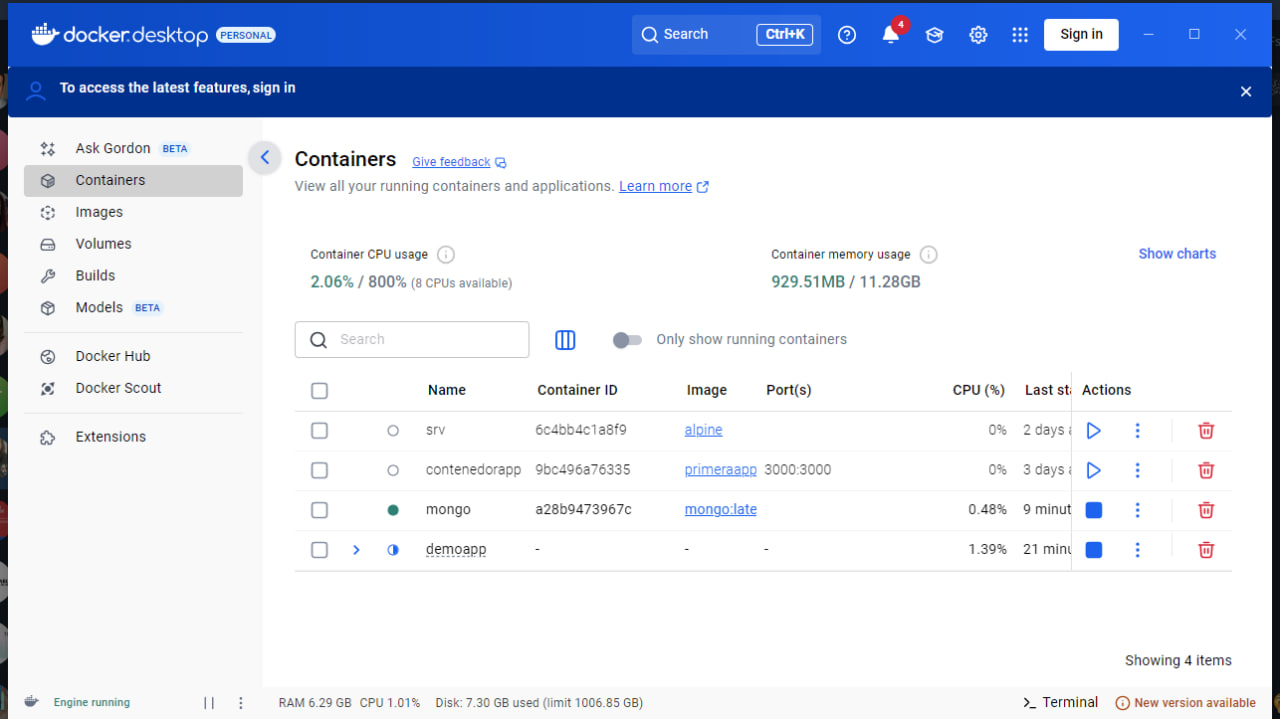 docker.desktop PERSONAL
Search Ctrl+K
4
Sign in
To access the latest features, sign in
Ask Gordon BETA
Containers
Images
Volumes
Builds
Models BETA
Docker Hub
Docker Scout
Extensions
Containers Give feedback
View all your running containers and applications. Learn more
Container CPU usage
2.06% / 800% (8 CPUs available)
Container memory usage
929.51MB / 11.28GB
Show charts
Search
Only show running containers
Name Container ID Image Port(s) CPU (%) Last sta Actions
srv 6c4bb4c1a8f9 alpine 0% 2 days a
contenedorapp 9bc496a76335 primeraapp 3000:3000 0% 3 days a
mongo a28b9473967c mongo:late 0.48% 9 minut
demoapp - - - 1.39% 21 minu
Showing 4 items
Engine running RAM 6.29 GB CPU 1.01% Disk: 7.30 GB used (limit 1006.85 GB) >_ Terminal New version available